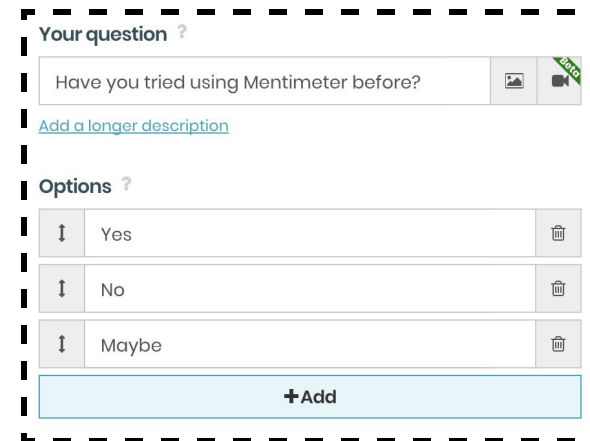 Your question ?
Have you tried using Mentimeter before?
Beta
Add a longer description
Options ?
Yes
No
Maybe
+Add